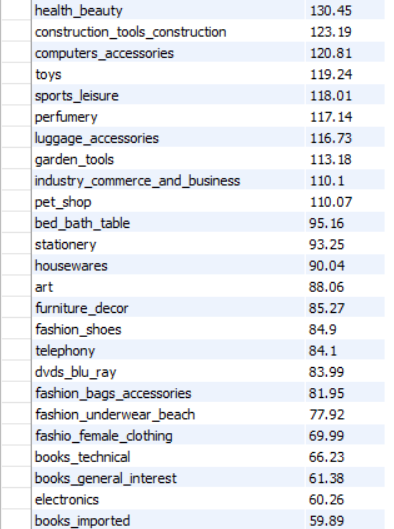 health_beauty 130.45
construction_tools_construction 123.19
computers_accessories 120.81
toys 119.24
sports_leisure 118.01
perfumery 117.14
luggage_accessories 116.73
garden_tools 113.18
industry_commerce_and_business 110.1
pet_shop 110.07
bed_bath_table 95.16
stationery 93.25
housewares 90.04
art 88.06
furniture_decor 85.27
fashion_shoes 84.9
telephony 84.1
dvds_blu_ray 83.99
fashion_bags_accessories 81.95
fashion_underwear_beach 77.92
fashio_female_clothing 69.99
books_technical 66.23
books_general_interest 61.38
electronics 60.26
books_imported 59.89